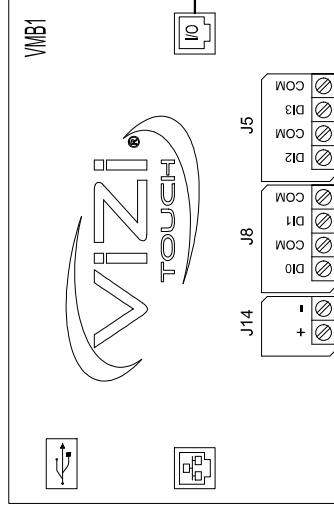 VMB1
I/O
VIZI®
TOUCH
J5
COM
DI3
COM
DI2
J8
COM
DI1
COM
DI0
J14
-
+